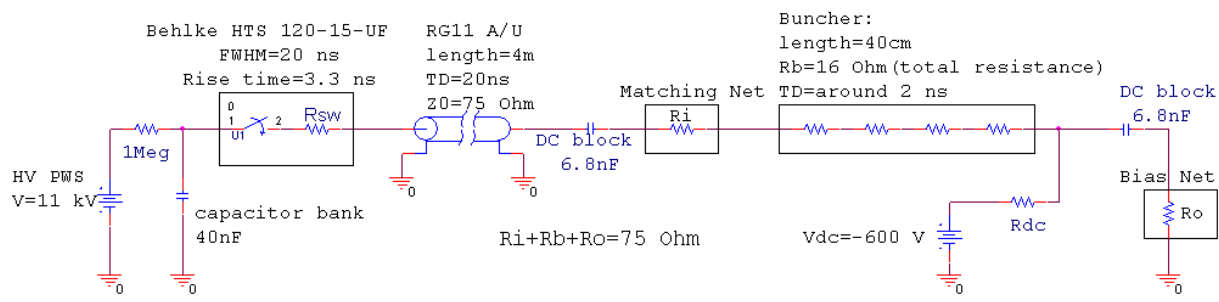 Behlke HTS 120-15-UF
FWHM=20 ns
Rise time=3.3 ns
RG11 A/U
length=4m
TD=20ns
Z0=75 Ohm
Buncher:
length=40cm
Rb=16 Ohm(total resistance)
TD=around 2 ns
Matching Net
Ri
DC block
6.8nF
0
1
2
U1
Rsw
1Meg
DC block
6.8nF
HV PWS
V=11 kV
capacitor bank
40nF
Bias Net
Ro
Rdc
Vdc=-600 V
Ri+Rb+Ro=75 Ohm
0
0
0
0
0
0